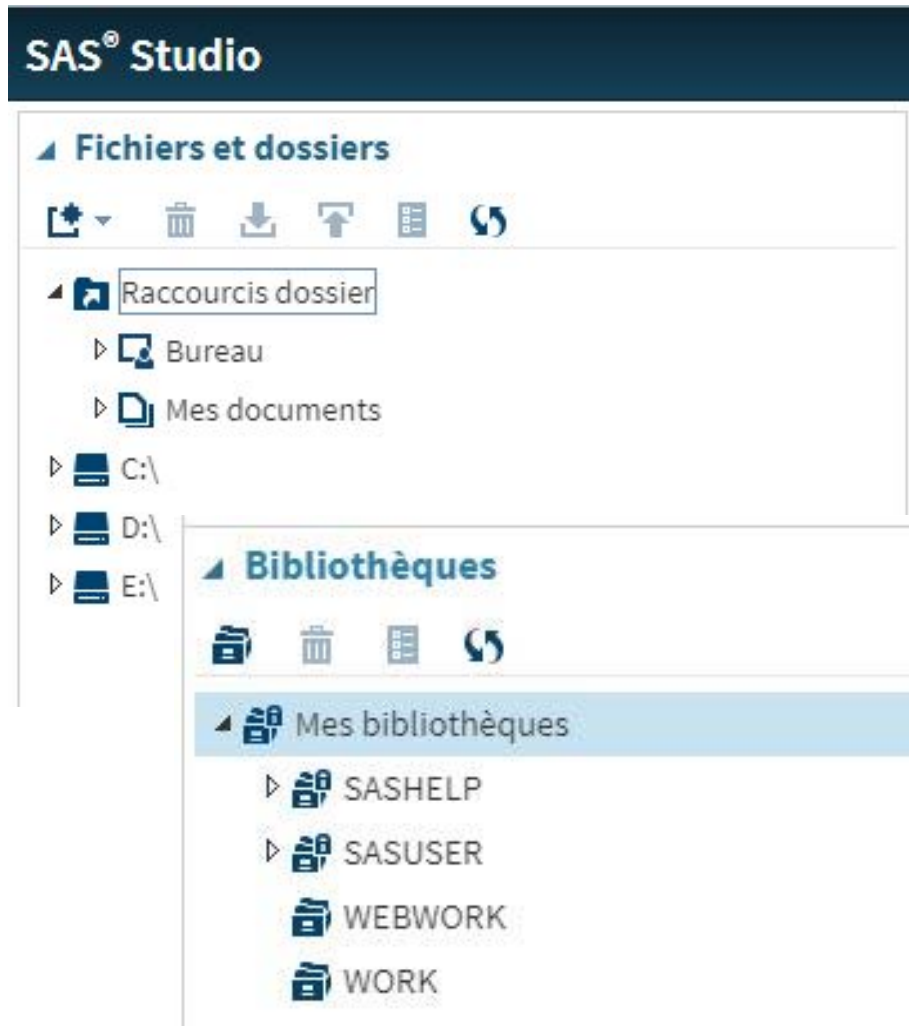 SAS® Studio
Fichiers et dossiers
Raccourcis dossier
Bureau
Mes documents
C:\
D:\
E:\
Bibliothèques
Mes bibliothèques
SASHELP
SASUSER
WEBWORK
WORK